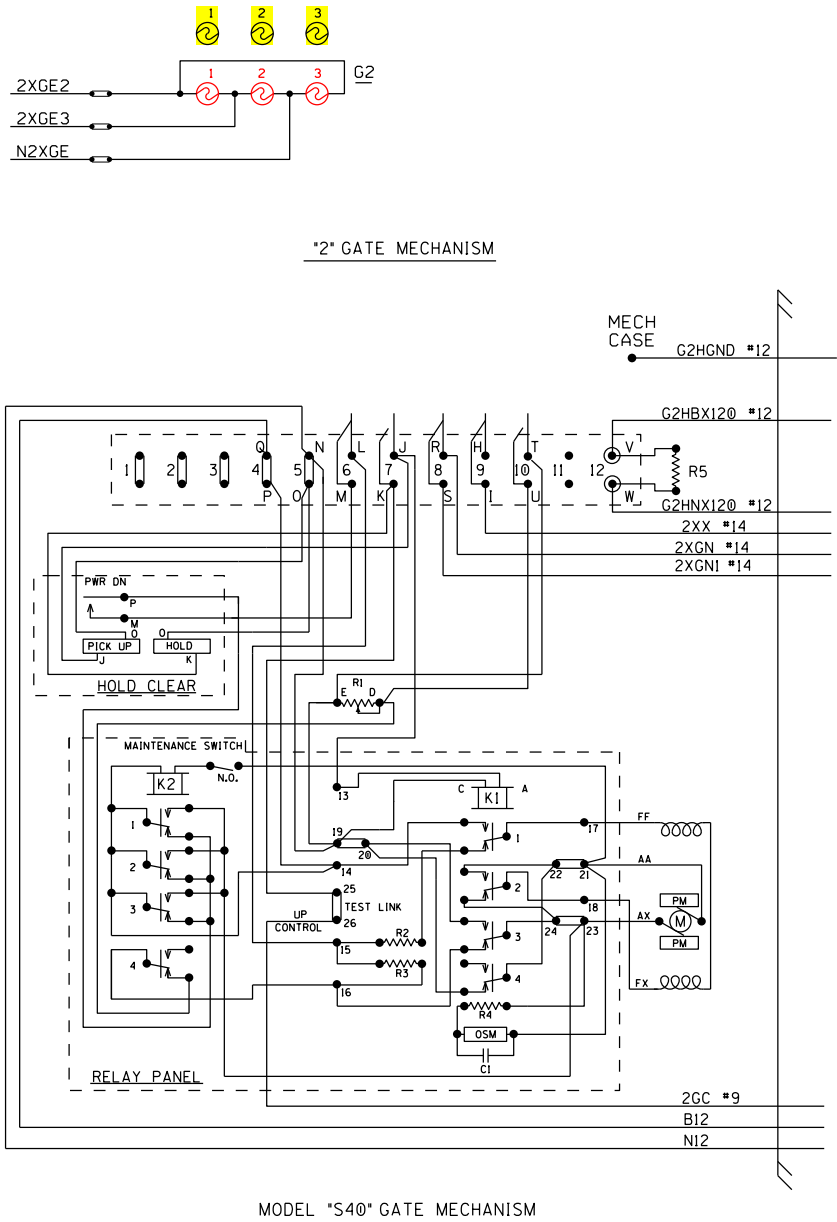 1 2 3
1 2 3 G2
2XGE2
2XGE3
N2XGE
"2" GATE MECHANISM
MECH
CASE
G2HGND #12
G2HBX120 #12
Q N L J R H T V
1 2 3 4 5 6 7 8 9 10 11 12 R5
P O M K S I U W
G2HNX120 #12
2XX #14
2XGN #14
2XGN1 #14
PWR DN
P
M
O O
PICK UP HOLD
J K
HOLD CLEAR
R1
E D
MAINTENANCE SWITCH
N.O.
K2
13
C K1 A
1
19
20
1
17
FF
2
14
22 21
AA
25
2
3
TEST LINK
UP
CONTROL
26
18
PM
AX
M
PM
R2
3
24 23
15
4
R3
4
16
FX
R4
OSM
C1
RELAY PANEL
2GC #9
B12
N12
MODEL "S40" GATE MECHANISM